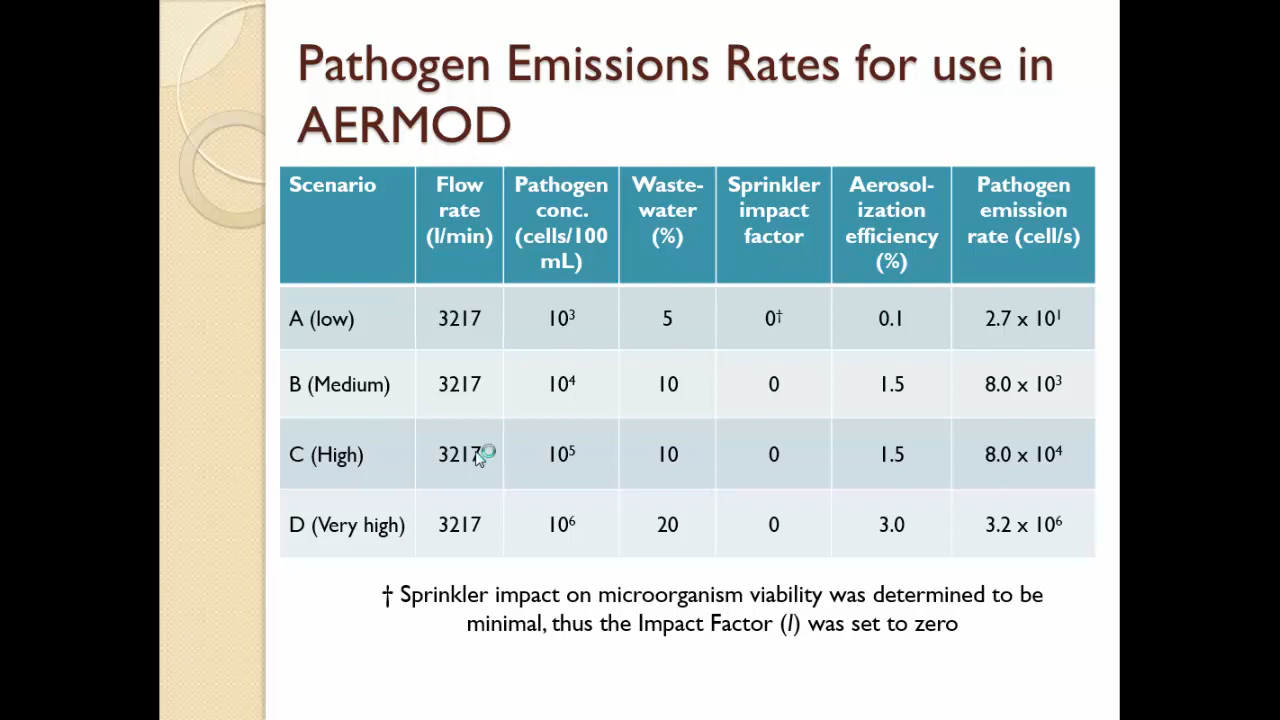 Pathogen Emissions Rates for use in
AERMOD
Scenario Flow rate (l/min) Pathogen conc. (cells/100 mL) Waste-water (%) Sprinkler impact factor Aerosol-ization efficiency (%) Pathogen emission rate (cell/s)
A (low) 3217 10³ 5 0† 0.1 2.7 x 10¹
B (Medium) 3217 10⁴ 10 0 1.5 8.0 x 10³
C (High) 3217 10⁵ 10 0 1.5 8.0 x 10⁴
D (Very high) 3217 10⁶ 20 0 3.0 3.2 x 10⁶
† Sprinkler impact on microorganism viability was determined to be
minimal, thus the Impact Factor (I) was set to zero